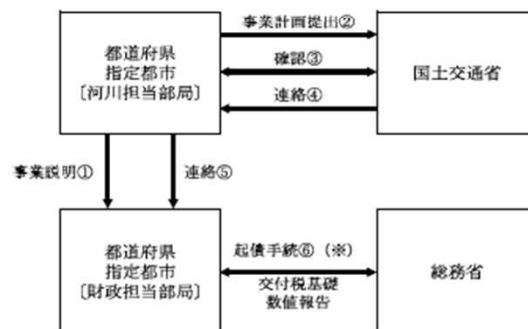 事業計画提出②
都道府県
指定都市
〔河川担当部局〕
確認③
国土交通省
連絡④
事業説明①
連絡⑤
都道府県
指定都市
〔財政担当部局〕
起債手続⑥（※）
交付税基礎
数値報告
総務省